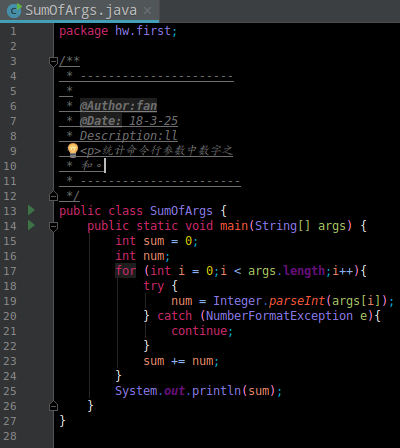 SumOfArgs.java
1 package hw.first;
2
3 /**
4 * ----------------------
5 *
6 * @Author:fan
7 * @Date: 18-3-25
8 * Description:ll
9 <p>统计命令行参数中数字之
10 * 和。
11 * -----------------------
12 */
13 public class SumOfArgs {
14 public static void main(String[] args) {
15 int sum = 0;
16 int num;
17 for (int i = 0;i < args.length;i++){
18 try {
19 num = Integer.parseInt(args[i]);
20 } catch (NumberFormatException e){
21 continue;
22 }
23 sum += num;
24 }
25 System.out.println(sum);
26 }
27 }
28